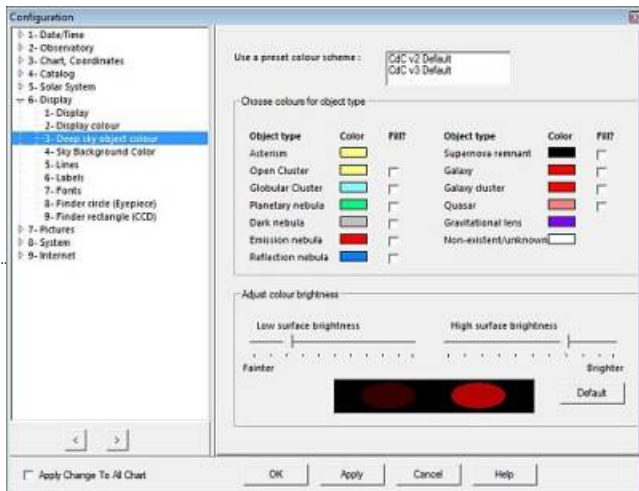 Configuration
1- Date/Time
2- Observatory
3- Chart, Coordinates
4- Catalog
5- Solar System
6- Display
1- Display
2- Display colour
3- Deep sky object colour
4- Sky Background Color
5- Lines
6- Labels
7- Fonts
8- Finder circle (Eyepiece)
9- Finder rectangle (CCD)
7- Pictures
8- System
9- Internet
< >
Use a preset colour scheme :
CdC v2 Default
CdC v3 Default
Choose colours for object type
Object type Color Fill? Object type Color Fill?
Asterism Supernova remnant
Open Cluster Galaxy
Globular Cluster Galaxy cluster
Planetary nebula Quasar
Dark nebula Gravitational lens
Emission nebula Non-existent/unknown
Reflection nebula
Adjust colour brightness
Low surface brightness High surface brightness
Fainter Brighter
Default
Apply Change To All Chart OK Apply Cancel Help